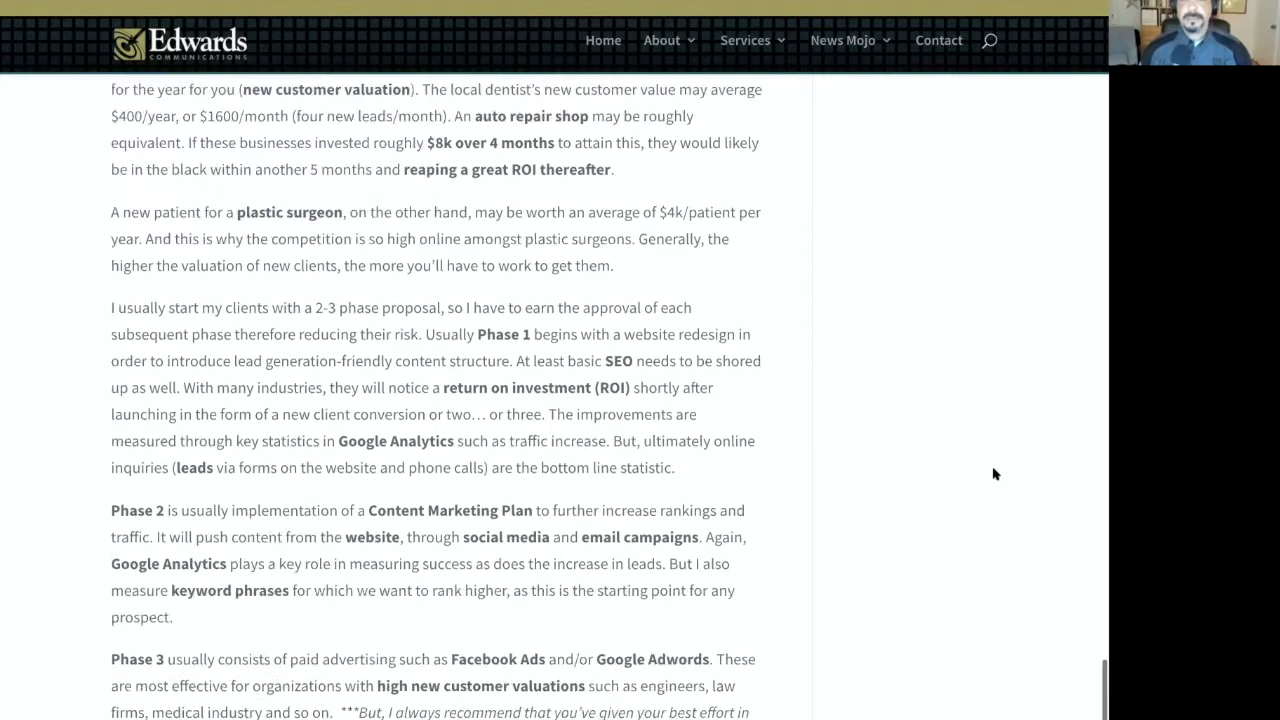 Edwards
COMMUNICATIONS
Home About Services News Mojo Contact
for the year for you (new customer valuation). The local dentist’s new customer value may average
$400/year, or $1600/month (four new leads/month). An auto repair shop may be roughly
equivalent. If these businesses invested roughly $8k over 4 months to attain this, they would likely
be in the black within another 5 months and reaping a great ROI thereafter.
A new patient for a plastic surgeon, on the other hand, may be worth an average of $4k/patient per
year. And this is why the competition is so high online amongst plastic surgeons. Generally, the
higher the valuation of new clients, the more you’ll have to work to get them.
I usually start my clients with a 2-3 phase proposal, so I have to earn the approval of each
subsequent phase therefore reducing their risk. Usually Phase 1 begins with a website redesign in
order to introduce lead generation-friendly content structure. At least basic SEO needs to be shored
up as well. With many industries, they will notice a return on investment (ROI) shortly after
launching in the form of a new client conversion or two… or three. The improvements are
measured through key statistics in Google Analytics such as traffic increase. But, ultimately online
inquiries (leads via forms on the website and phone calls) are the bottom line statistic.
Phase 2 is usually implementation of a Content Marketing Plan to further increase rankings and
traffic. It will push content from the website, through social media and email campaigns. Again,
Google Analytics plays a key role in measuring success as does the increase in leads. But I also
measure keyword phrases for which we want to rank higher, as this is the starting point for any
prospect.
Phase 3 usually consists of paid advertising such as Facebook Ads and/or Google Adwords. These
are most effective for organizations with high new customer valuations such as engineers, law
firms, medical industry and so on. ***But, I always recommend that you’ve given your best effort in